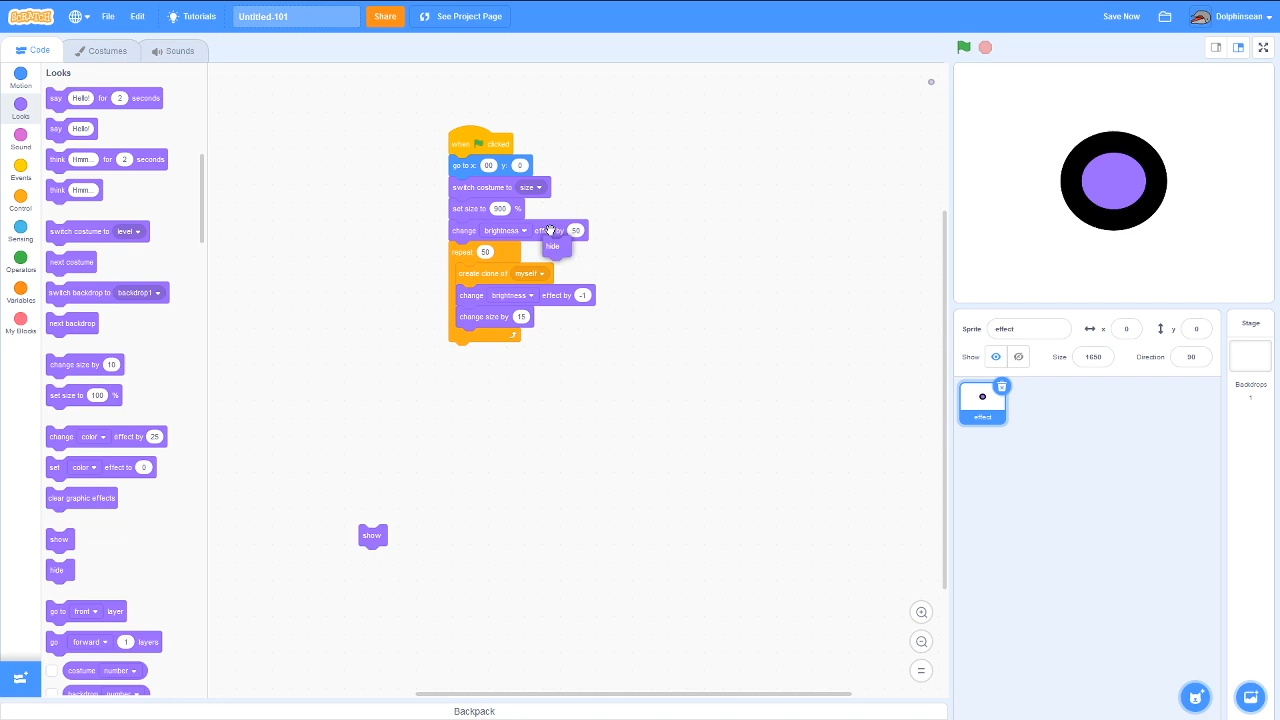 SCRATCH File Edit Tutorials Untitled-101 Share See Project Page Save Now Dolphinsean
Code Costumes Sounds
Motion
Looks
Sound
Events
Control
Sensing
Operators
Variables
My Blocks
Looks
say Hello! for 2 seconds
say Hello!
think Hmm... for 2 seconds
think Hmm...
switch costume to level
next costume
switch backdrop to backdrop1
next backdrop
change size by 10
set size to 100 %
change color effect by 25
set color effect to 0
clear graphic effects
show
hide
go to front layer
go forward 1 layers
costume number
backdrop number
when clicked
go to x: 00 y: 0
switch costume to size
set size to 900 %
change brightness effect by 50
hide
repeat 50
create clone of myself
change brightness effect by -1
change size by 15
show
Sprite effect x 0 y 0
Show Size 1650 Direction 90
effect
Stage
Backdrops
1
Backpack